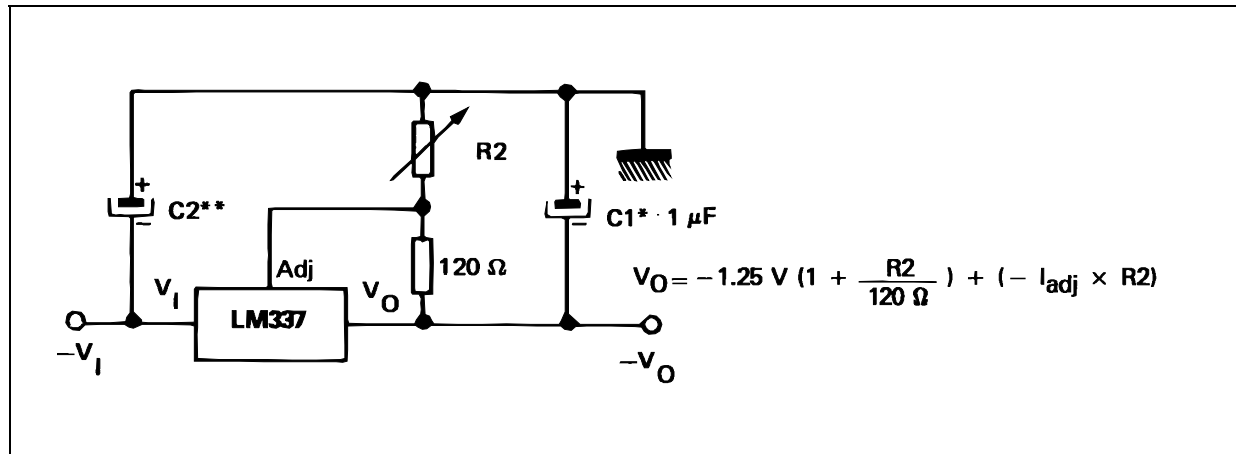 R2
+
C2**
−
+
C1* · 1 μF
−
Adj
120 Ω
V_I
V_O
LM337
−V_I
−V_O
V_O = −1.25 V (1 + R2 / 120 Ω ) + (− I_adj × R2)